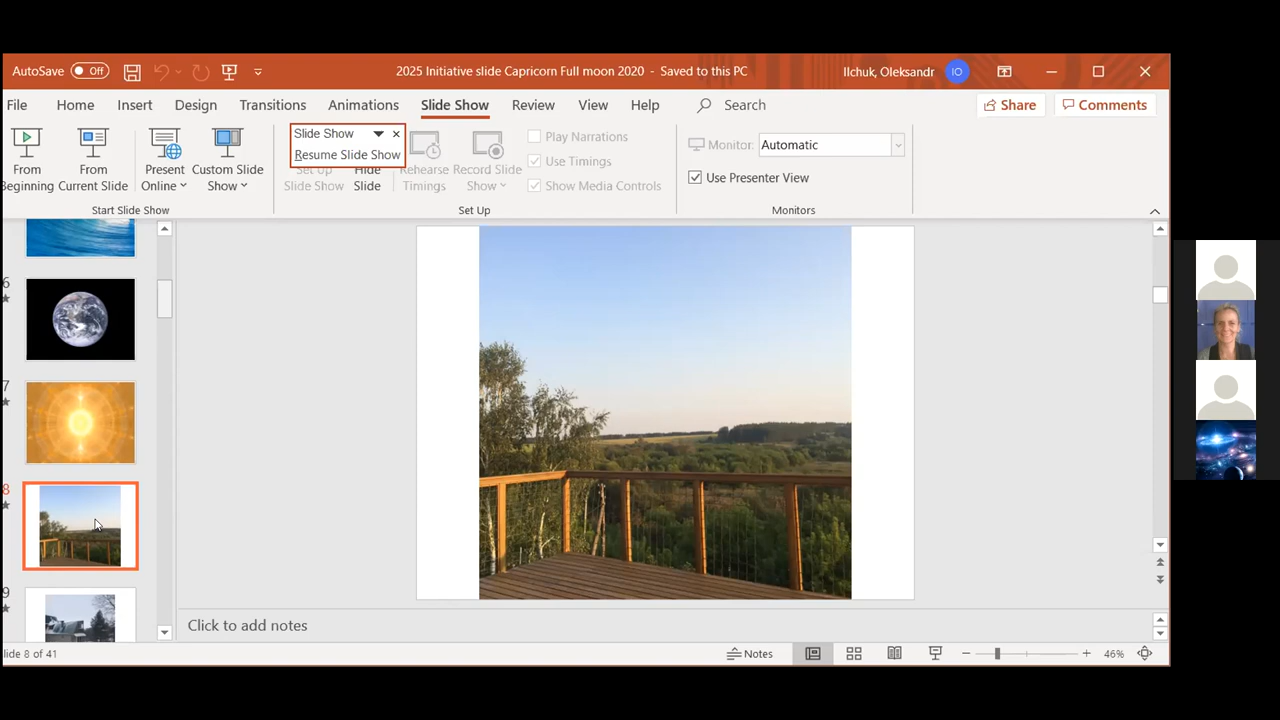 AutoSave Off 2025 Initiative slide Capricorn Full moon 2020 - Saved to this PC Ilchuk, Oleksandr IO
File Home Insert Design Transitions Animations Slide Show Review View Help Search Share Comments
Slide Show
Resume Slide Show
From Beginning
From Current Slide
Present Online
Custom Slide Show
Set Up Slide Show
Hide Slide
Rehearse Timings
Record Slide Show
Play Narrations
Use Timings
Show Media Controls
Monitor: Automatic
Use Presenter View
Start Slide Show Set Up Monitors
6
7
8
9
Click to add notes
lide 8 of 41 Notes 46%